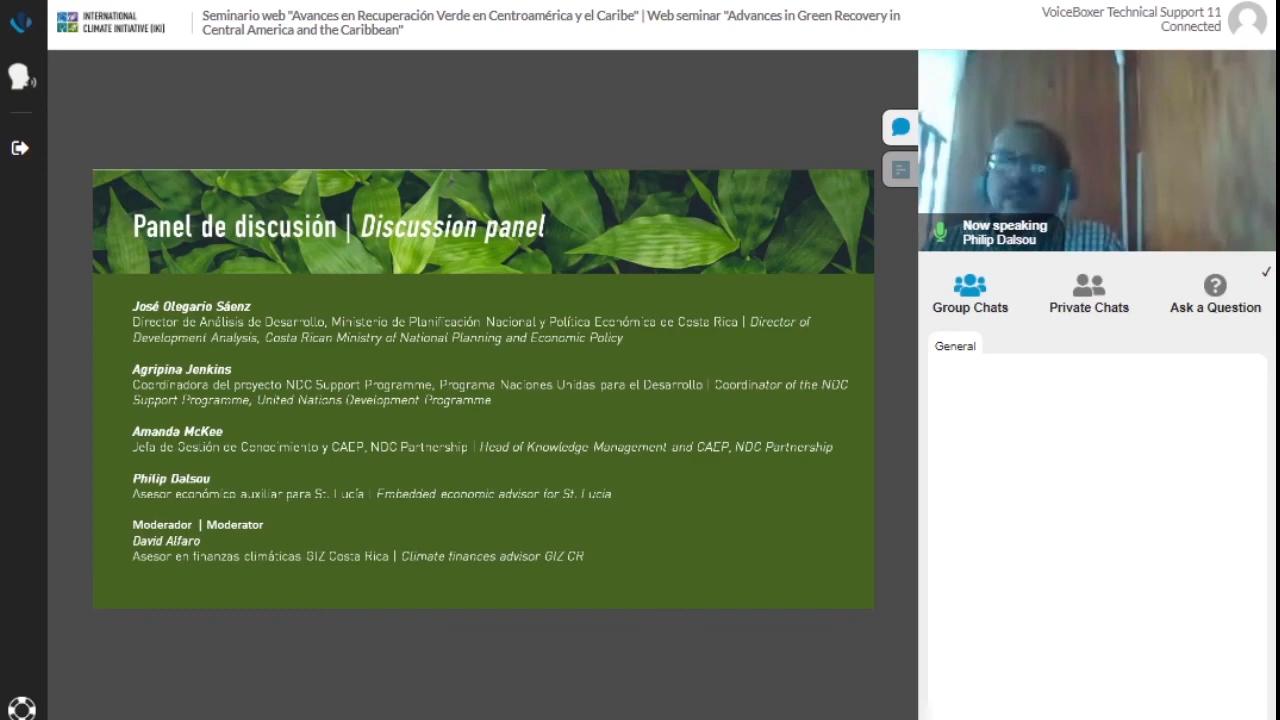 INTERNATIONAL
CLIMATE INITIATIVE (IKI)
Seminario web "Avances en Recuperación Verde en Centroamérica y el Caribe" | Web seminar "Advances in Green Recovery in
Central America and the Caribbean"
VoiceBoxer Technical Support 11
Connected
Panel de discusión | Discussion panel
José Olegario Sáenz
Director de Análisis de Desarrollo, Ministerio de Planificación Nacional y Política Económica de Costa Rica | Director of
Development Analysis, Costa Rican Ministry of National Planning and Economic Policy
Agripina Jenkins
Coordinadora del proyecto NDC Support Programme, Programa Naciones Unidas para el Desarrollo | Coordinator of the NDC
Support Programme, United Nations Development Programme
Amanda McKee
Jefa de Gestión de Conocimiento y CAEP, NDC Partnership | Head of Knowledge Management and CAEP, NDC Partnership
Philip Dalsou
Asesor económico auxiliar para St. Lucía | Embedded economic advisor for St. Lucia
Moderador | Moderator
David Alfaro
Asesor en finanzas climáticas GIZ Costa Rica | Climate finances advisor GIZ CR
Now speaking
Philip Dalsou
Group Chats
Private Chats
Ask a Question
General